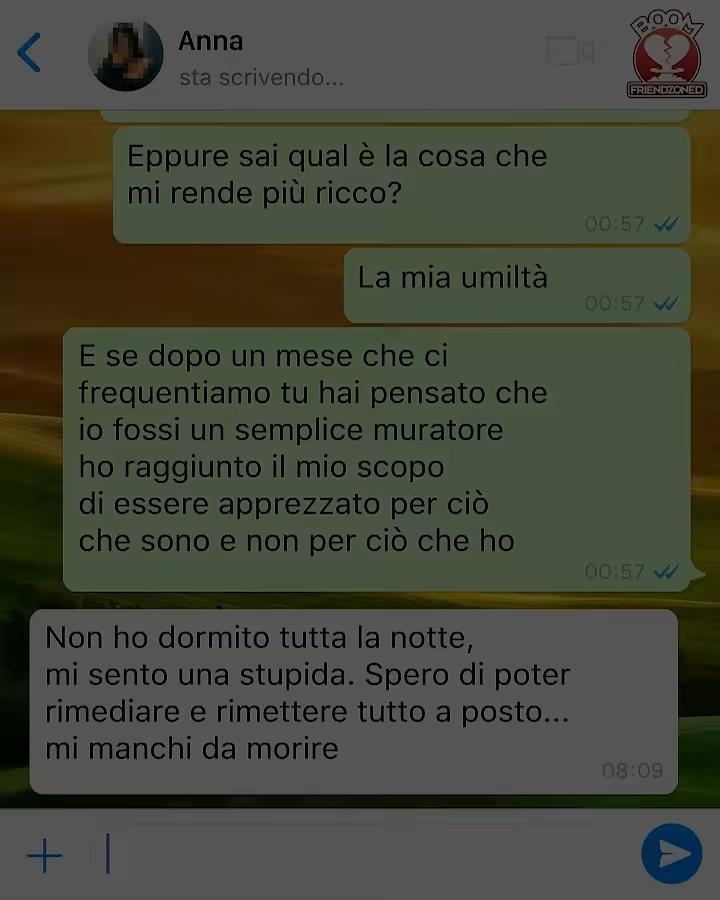 Anna
sta scrivendo...
BOOM
FRIENDZONED
Eppure sai qual è la cosa che
mi rende più ricco?
00:57
La mia umiltà
00:57
E se dopo un mese che ci
frequentiamo tu hai pensato che
io fossi un semplice muratore
ho raggiunto il mio scopo
di essere apprezzato per ciò
che sono e non per ciò che ho
00:57
Non ho dormito tutta la notte,
mi sento una stupida. Spero di poter
rimediare e rimettere tutto a posto...
mi manchi da morire
08:09